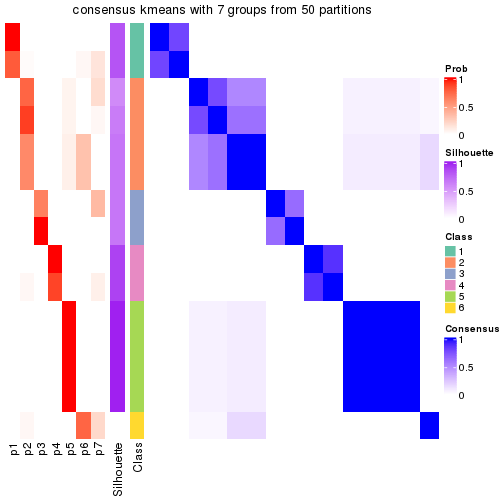 consensus kmeans with 7 groups from 50 partitions
Prob
1
0.5
0
Silhouette
1
0.5
0
Class
1
2
3
4
5
6
Consensus
1
0.5
0
p1
p2
p3
p4
p5
p6
p7
Silhouette
Class